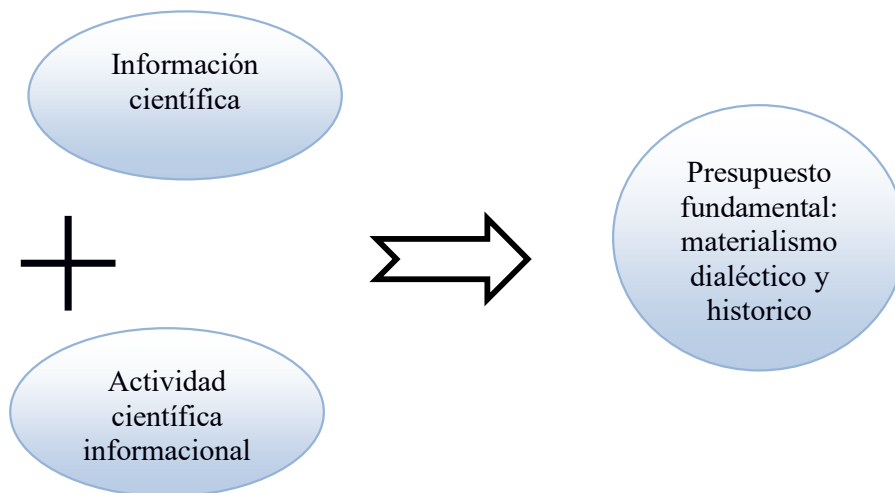 Información
científica
Presupuesto
fundamental:
materialismo
dialéctico y
historico
Actividad
científica
informacional